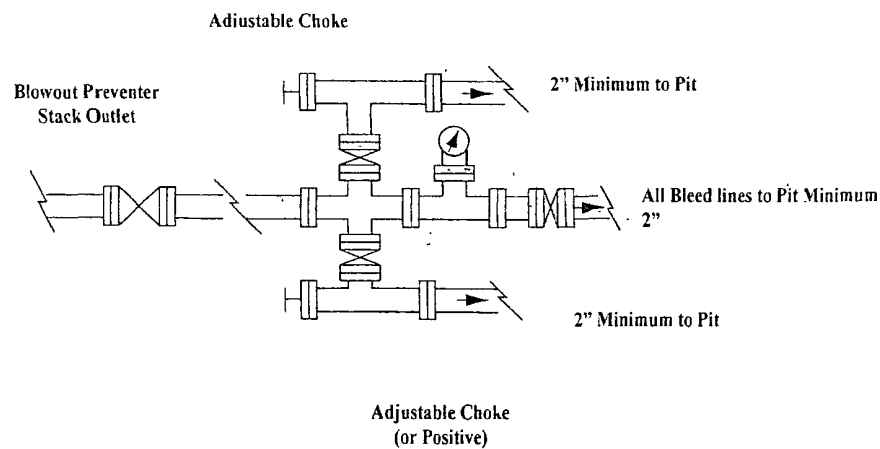 Adiustable Choke
2” Minimum to Pit
Blowout Preventer
Stack Outlet
All Bleed lines to Pit Minimum
2”
2” Minimum to Pit
Adjustable Choke
(or Positive)